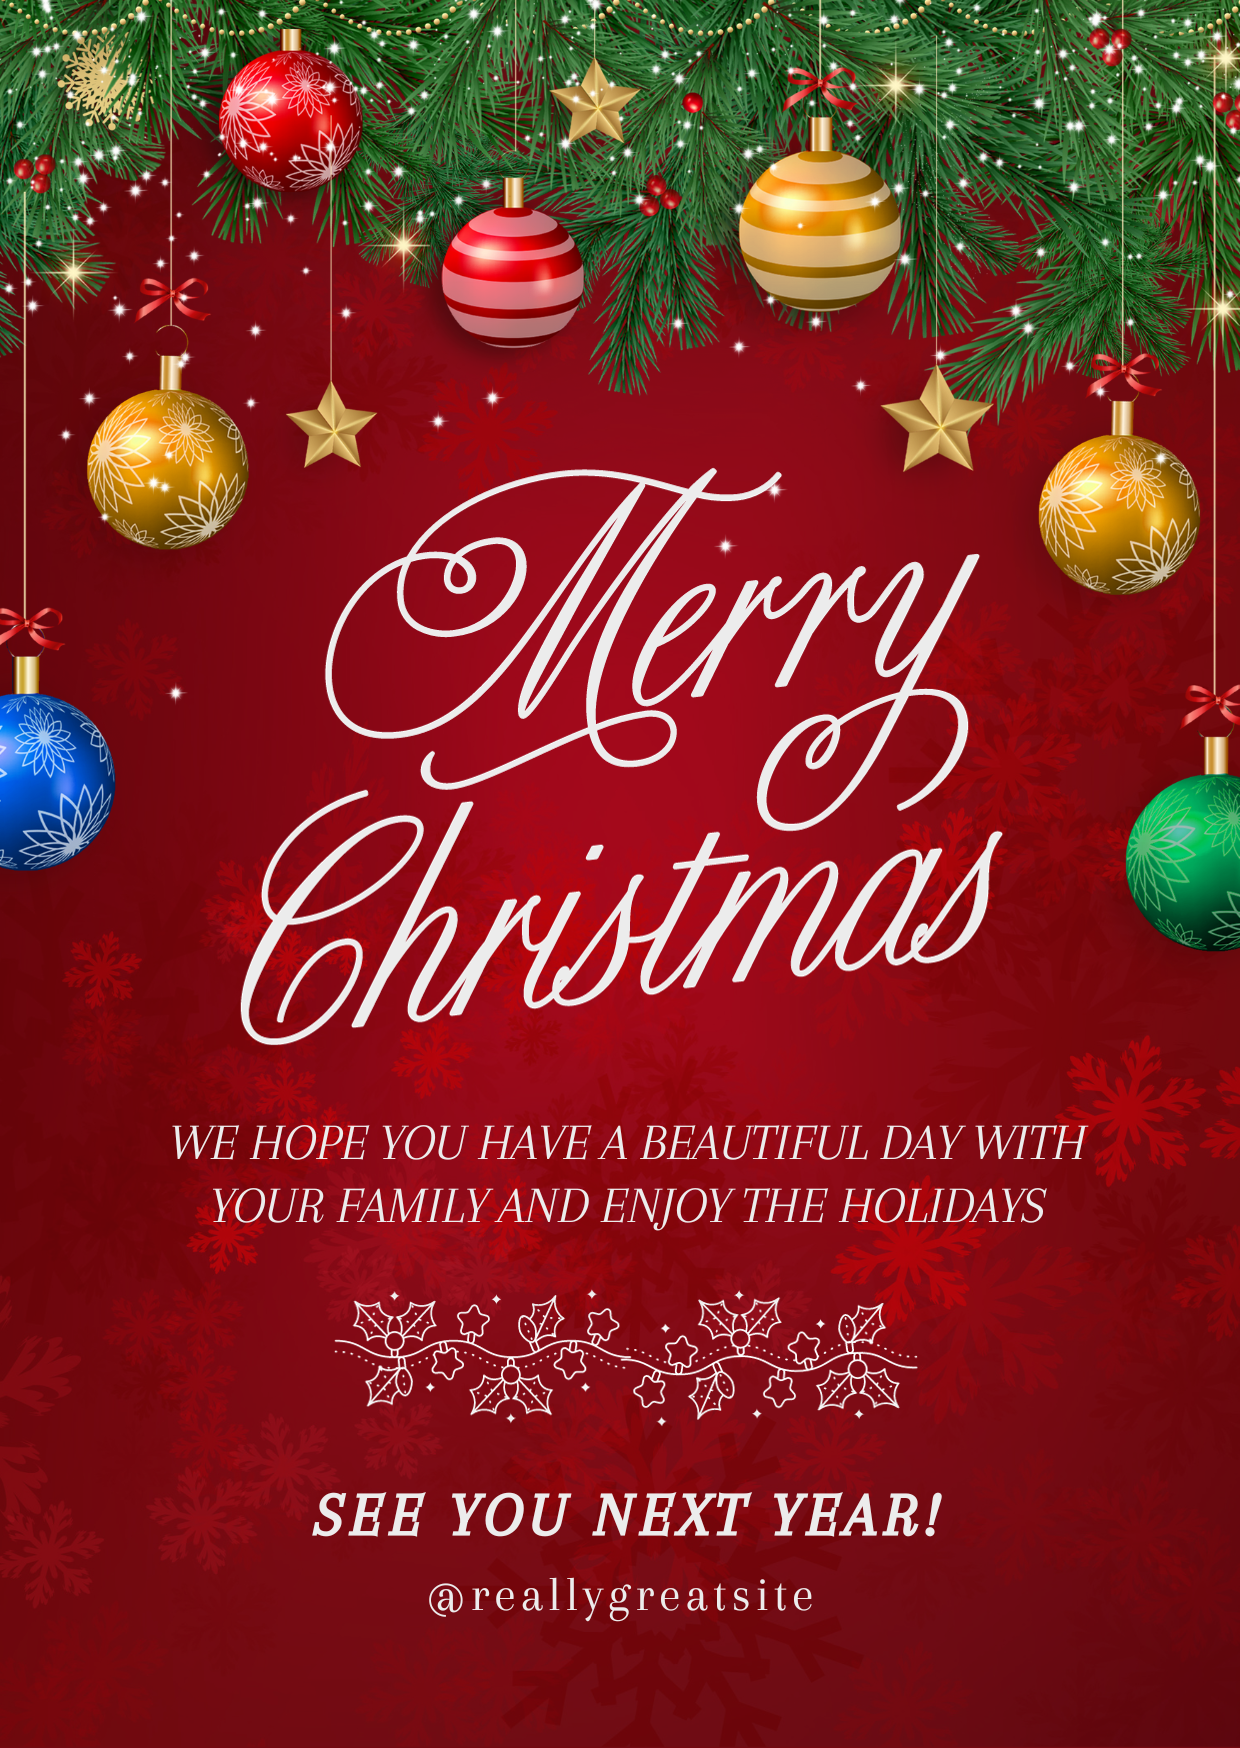 Merry
Christmas
WE HOPE YOU HAVE A BEAUTIFUL DAY WITH
YOUR FAMILY AND ENJOY THE HOLIDAYS
SEE YOU NEXT YEAR!
@reallygreatsite